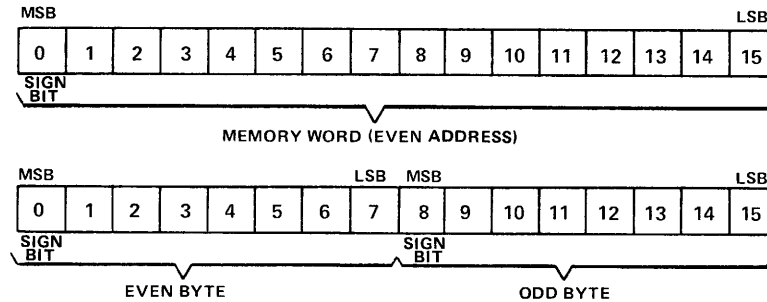 MSB LSB
0 1 2 3 4 5 6 7 8 9 10 11 12 13 14 15
SIGN
BIT
MEMORY WORD (EVEN ADDRESS)
MSB LSB MSB LSB
0 1 2 3 4 5 6 7 8 9 10 11 12 13 14 15
SIGN SIGN
BIT BIT
EVEN BYTE ODD BYTE